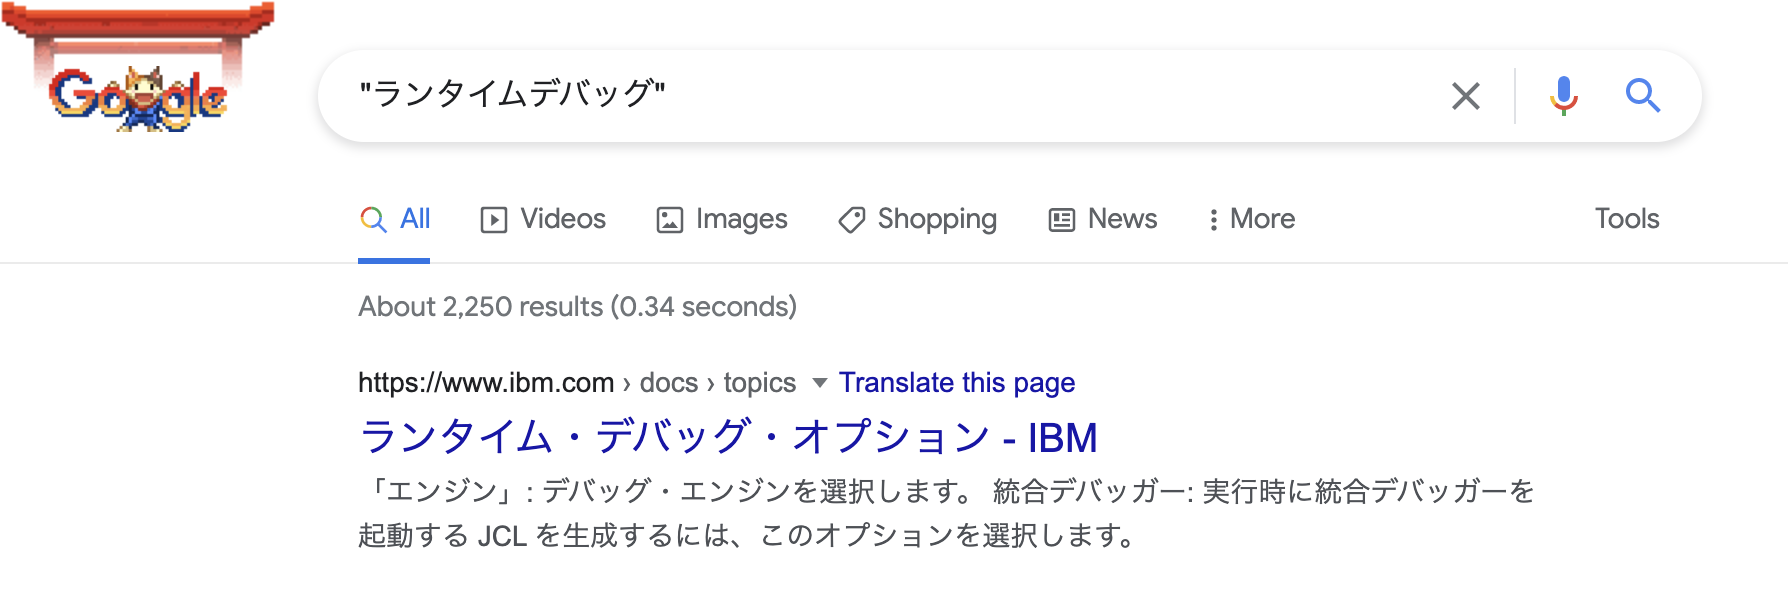 Google
"ランタイムデバッグ"
All Videos Images Shopping News More Tools
About 2,250 results (0.34 seconds)
https://www.ibm.com › docs › topics Translate this page
ランタイム・デバッグ・オプション - IBM
「エンジン」: デバッグ・エンジンを選択します。 統合デバッガー: 実行時に統合デバッガーを
起動する JCL を生成するには、このオプションを選択します。